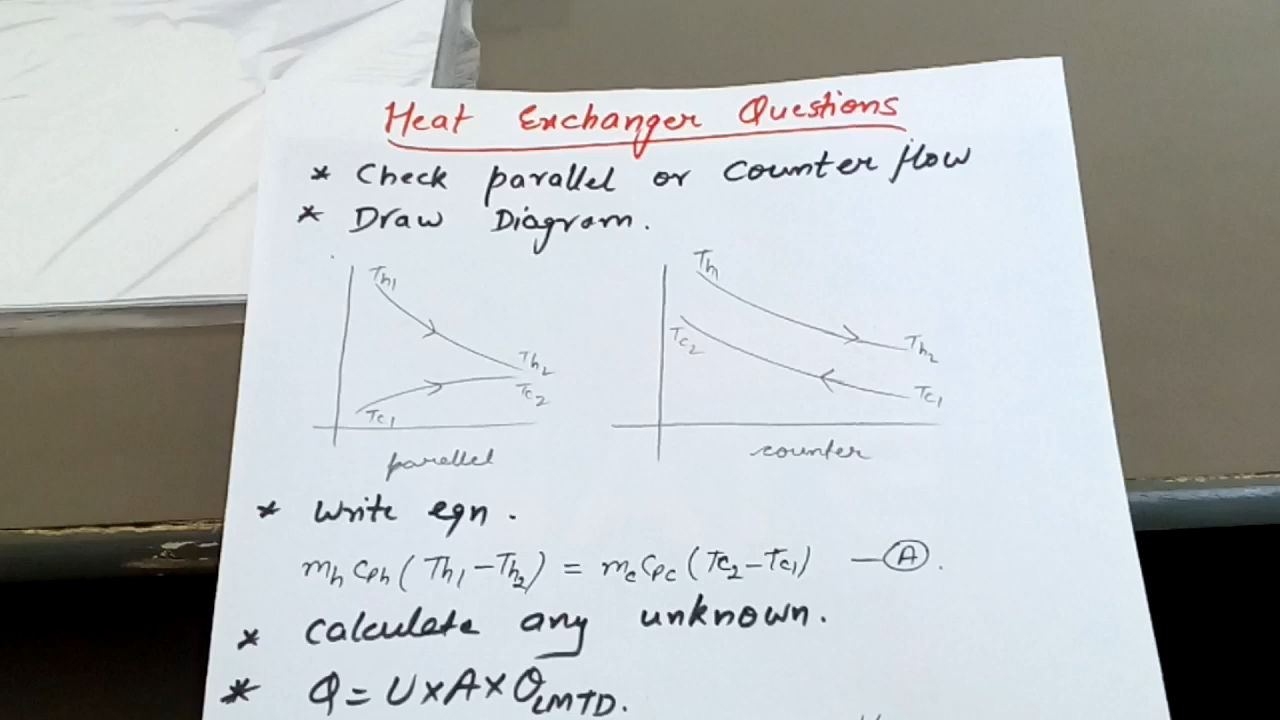 Heat Exchanger Questions
* Check parallel or counter flow
* Draw Diagram.
Th1
Th2
Tc2
Tc1
parallel
Th1
Tc2
Th2
Tc1
counter
* Write eqn.
mh Cph (Th1 - Th2) = mc Cpc (Tc2 - Tc1) — A.
* Calculate any unknown.
* Q = U × A × θLMTD.